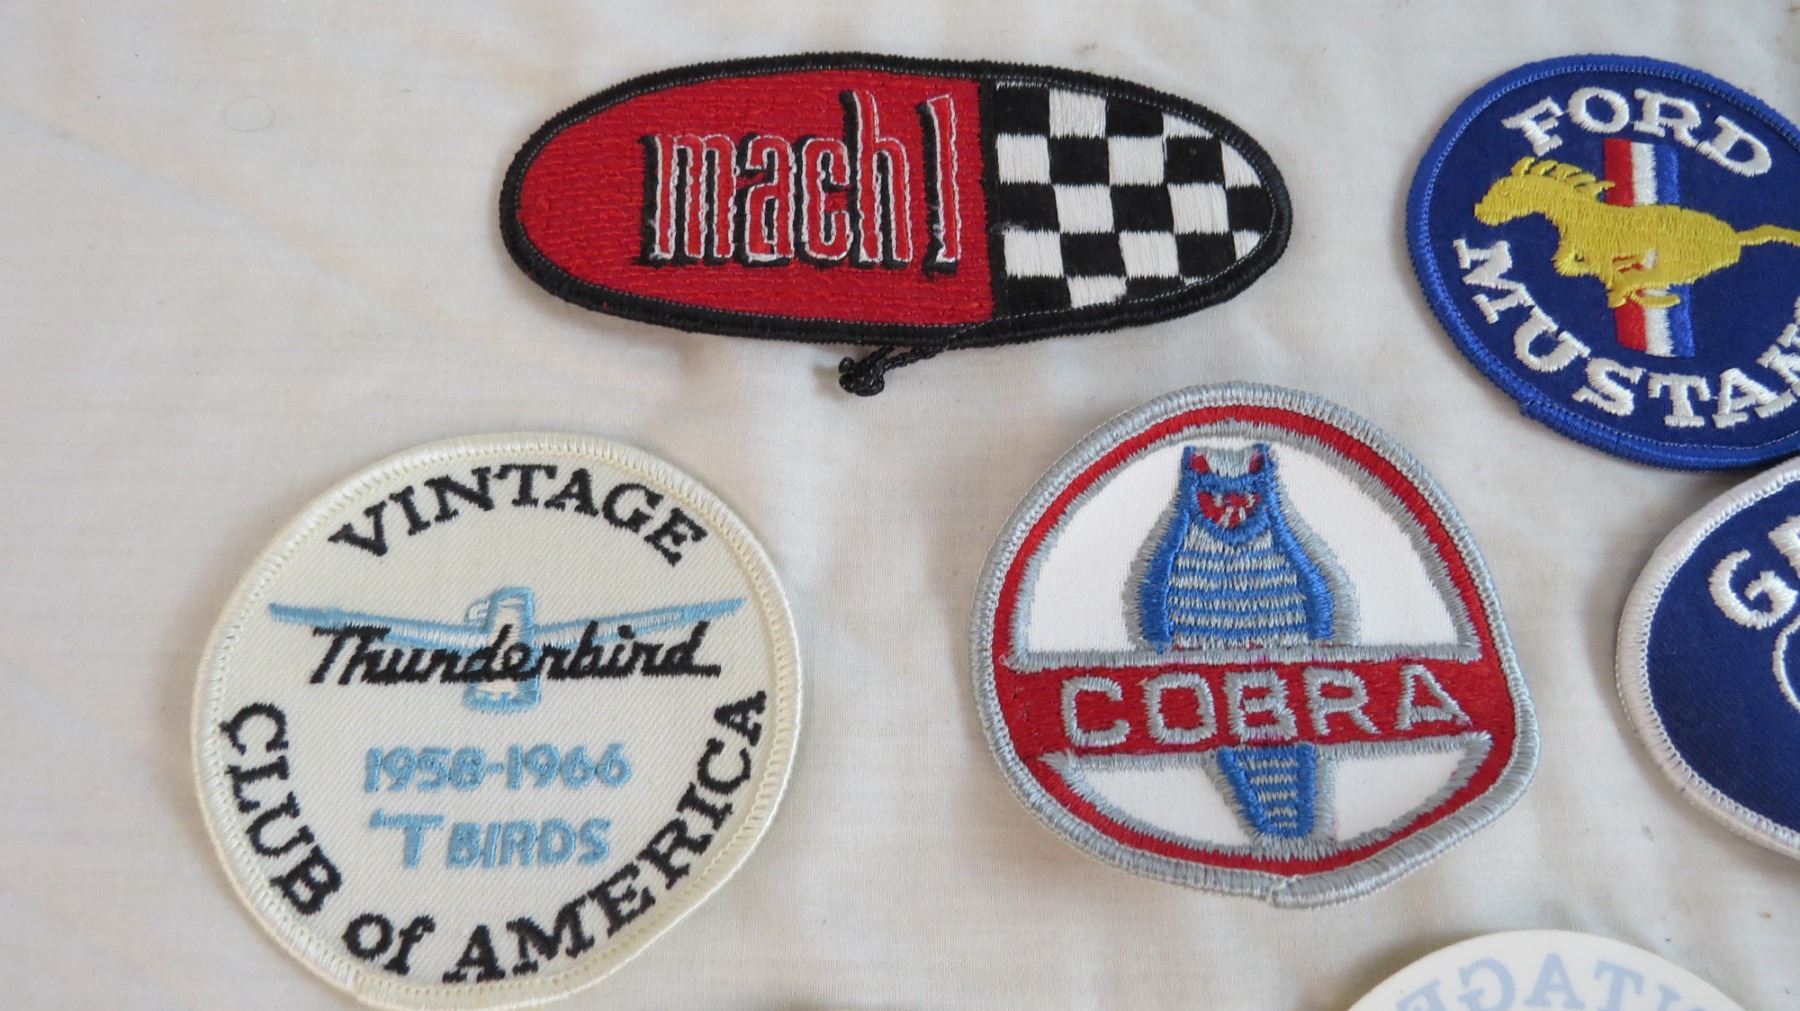 mach 1
FORD
MUSTANG
VINTAGE
Thunderbird
1958-1966
'T BIRDS
CLUB of AMERICA
COBRA